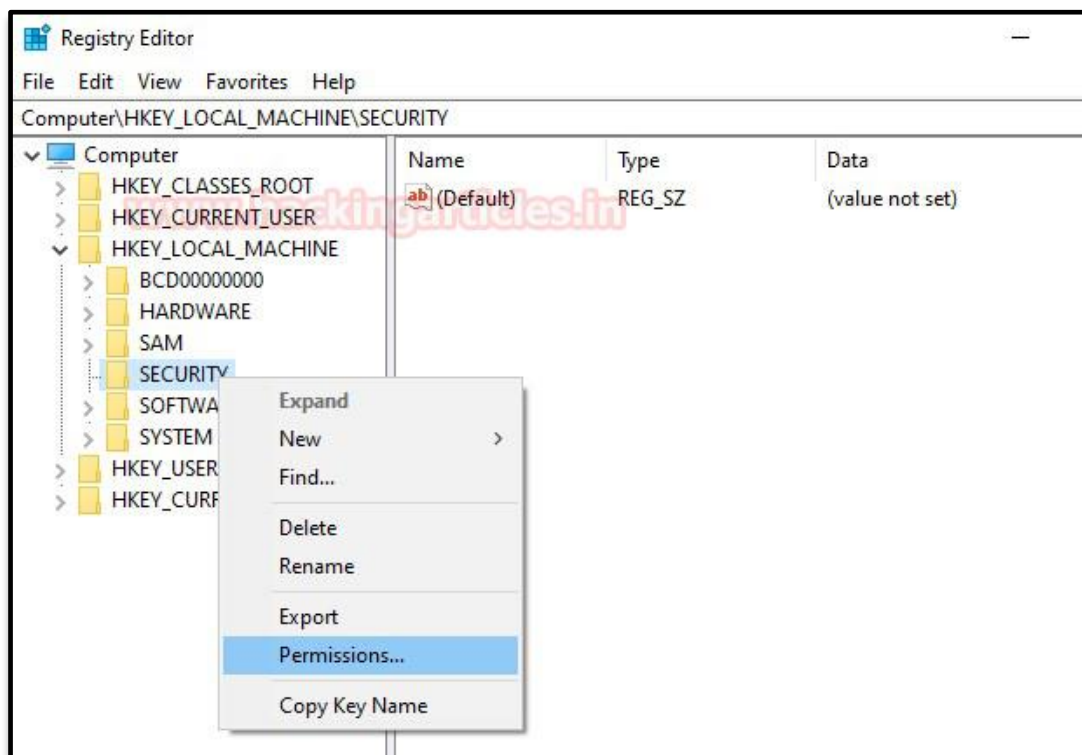 Registry Editor
File Edit View Favorites Help
Computer\HKEY_LOCAL_MACHINE\SECURITY
Computer
HKEY_CLASSES_ROOT
HKEY_CURRENT_USER
HKEY_LOCAL_MACHINE
BCD00000000
HARDWARE
SAM
SECURITY
SOFTWA
SYSTEM
HKEY_USER
HKEY_CURR
Name Type Data
(Default) REG_SZ (value not set)
www.hackingarticles.in
Expand
New
Find...
Delete
Rename
Export
Permissions...
Copy Key Name